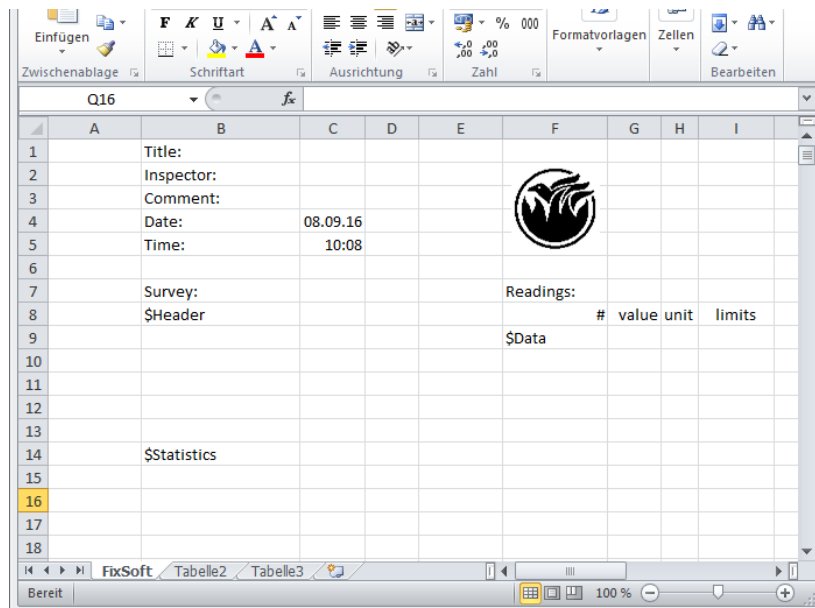 Einfügen
F K U A A
% 000
Formatvorlagen Zellen
Zwischenablage Schriftart Ausrichtung Zahl Bearbeiten
Q16 fx
A B C D E F G H I
1 Title:
2 Inspector:
3 Comment:
4 Date: 08.09.16
5 Time: 10:08
6
7 Survey: Readings:
8 $Header # value unit limits
9 $Data
10
11
12
13
14 $Statistics
15
16
17
18
FixSoft Tabelle2 Tabelle3
Bereit 100 %